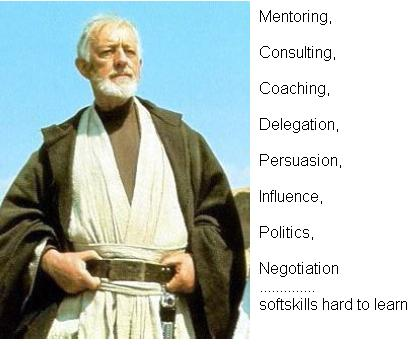 Mentoring,
Consulting,
Coaching,
Delegation,
Persuasion,
Influence,
Politics,
Negotiation
..............
softskills hard to learn